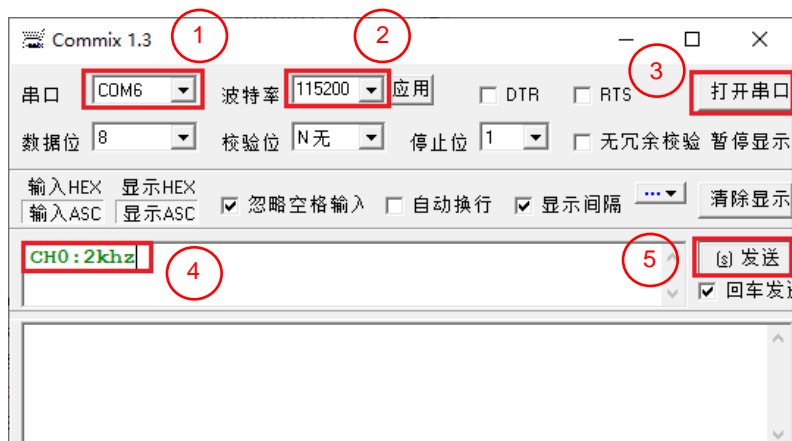 Commix 1.3 1 2
3
串口 COM6 波特率 115200 应用 DTR RTS 打开串口
数据位 8 校验位 N 无 停止位 1 无冗余校验 暂停显示
输入HEX 显示HEX
输入ASC 显示ASC 忽略空格输入 自动换行 显示间隔 ... 清除显示
CH0:2khz 4 5 [s] 发送
回车发送